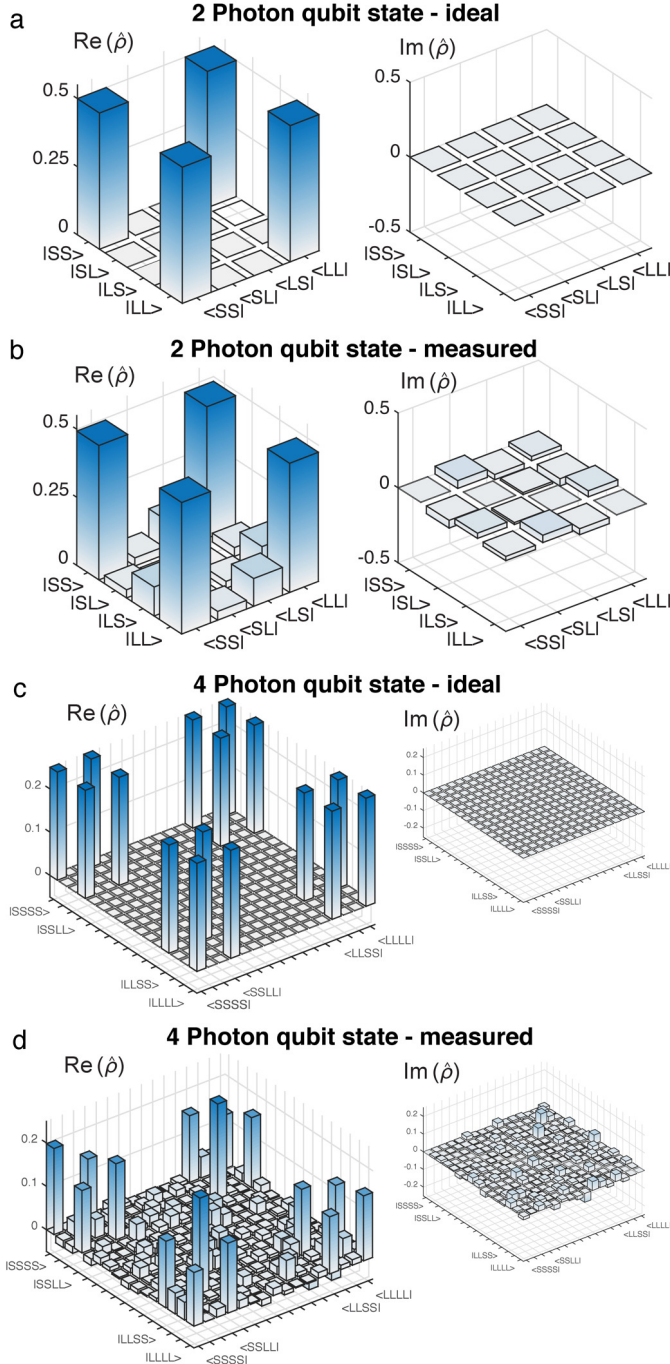 a
2 Photon qubit state - ideal
Re (ρ̂)
Im (ρ̂)
0.5
0.25
0
0.5
0
-0.5
|SS>
|SL>
|LS>
|LL>
<SS|
<SL|
<LS|
<LL|
|SS>
|SL>
|LS>
|LL>
<SS|
<SL|
<LS|
<LL|
b
2 Photon qubit state - measured
Re (ρ̂)
Im (ρ̂)
0.5
0.25
0
0.5
0
-0.5
|SS>
|SL>
|LS>
|LL>
<SS|
<SL|
<LS|
<LL|
|SS>
|SL>
|LS>
|LL>
<SS|
<SL|
<LS|
<LL|
c
4 Photon qubit state - ideal
Re (ρ̂)
Im (ρ̂)
0.2
0.1
0
0.2
0.1
0
-0.1
-0.2
|SSSS>
|SSLL>
|LLSS>
|LLLL>
<SSSS|
<SSLL|
<LLSS|
<LLLL|
|SSSS>
|SSLL>
|LLSS>
|LLLL>
<SSSS|
<SSLL|
<LLSS|
<LLLL|
d
4 Photon qubit state - measured
Re (ρ̂)
Im (ρ̂)
0.2
0.1
0
0.2
0.1
0
-0.1
-0.2
|SSSS>
|SSLL>
|LLSS>
|LLLL>
<SSSS|
<SSLL|
<LLSS|
<LLLL|
|SSSS>
|SSLL>
|LLSS>
|LLLL>
<SSSS|
<SSLL|
<LLSS|
<LLLL|